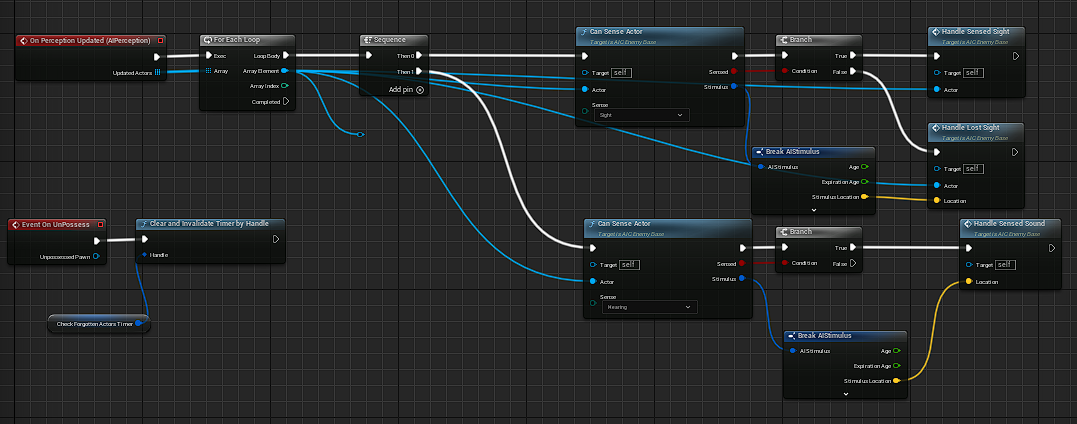 On Perception Updated (AIPerception)
Updated Actors
For Each Loop
Exec
Loop Body
Array
Array Element
Array Index
Completed
Sequence
Then 0
Then 1
Add pin
Can Sense Actor
Target is AIC Enemy Base
Target
self
Sensed
Actor
Stimulus
Sense
Sight
Branch
True
Condition
False
Handle Sensed Sight
Target is AIC Enemy Base
Target
self
Actor
Handle Lost Sight
Target is AIC Enemy Base
Target
self
Actor
Location
Break AIStimulus
AIStimulus
Age
Expiration Age
Stimulus Location
Event On UnPossess
Unpossessed Pawn
Clear and Invalidate Timer by Handle
Handle
Check Forgotten Actors Timer
Can Sense Actor
Target is AIC Enemy Base
Target
self
Sensed
Actor
Stimulus
Sense
Hearing
Branch
True
Condition
False
Handle Sensed Sound
Target is AIC Enemy Base
Target
self
Location
Break AIStimulus
AIStimulus
Age
Expiration Age
Stimulus Location